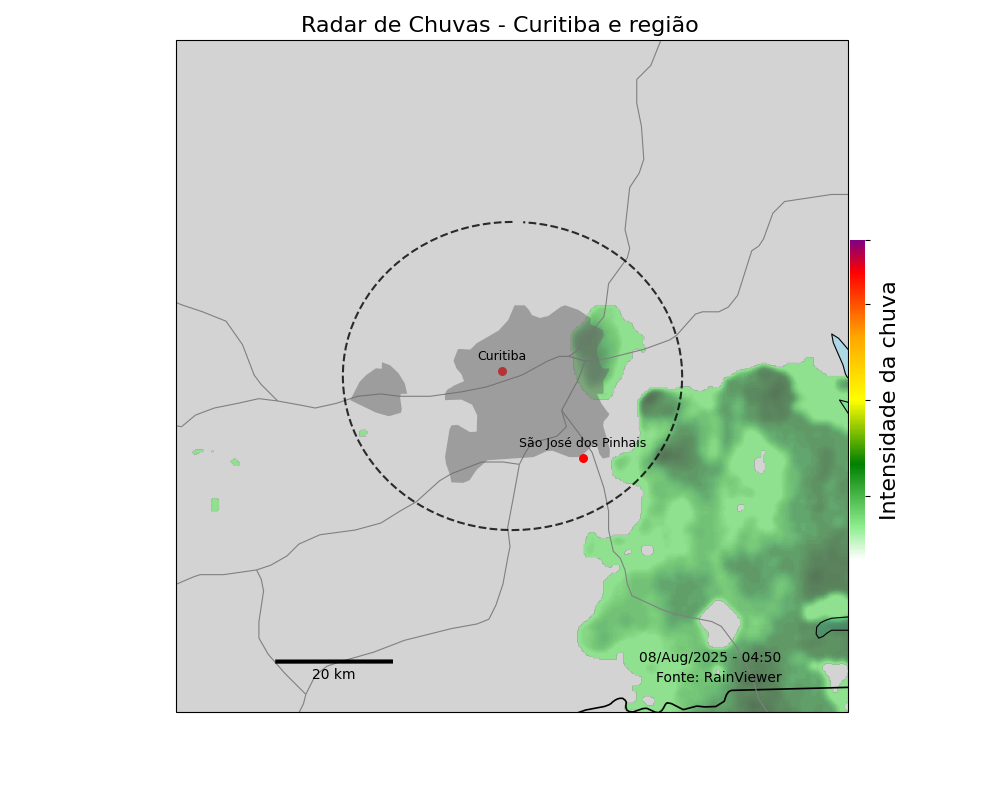 Radar de Chuvas - Curitiba e região
Curitiba
São José dos Pinhais
Intensidade da chuva
08/Aug/2025 - 04:50
Fonte: RainViewer
20 km